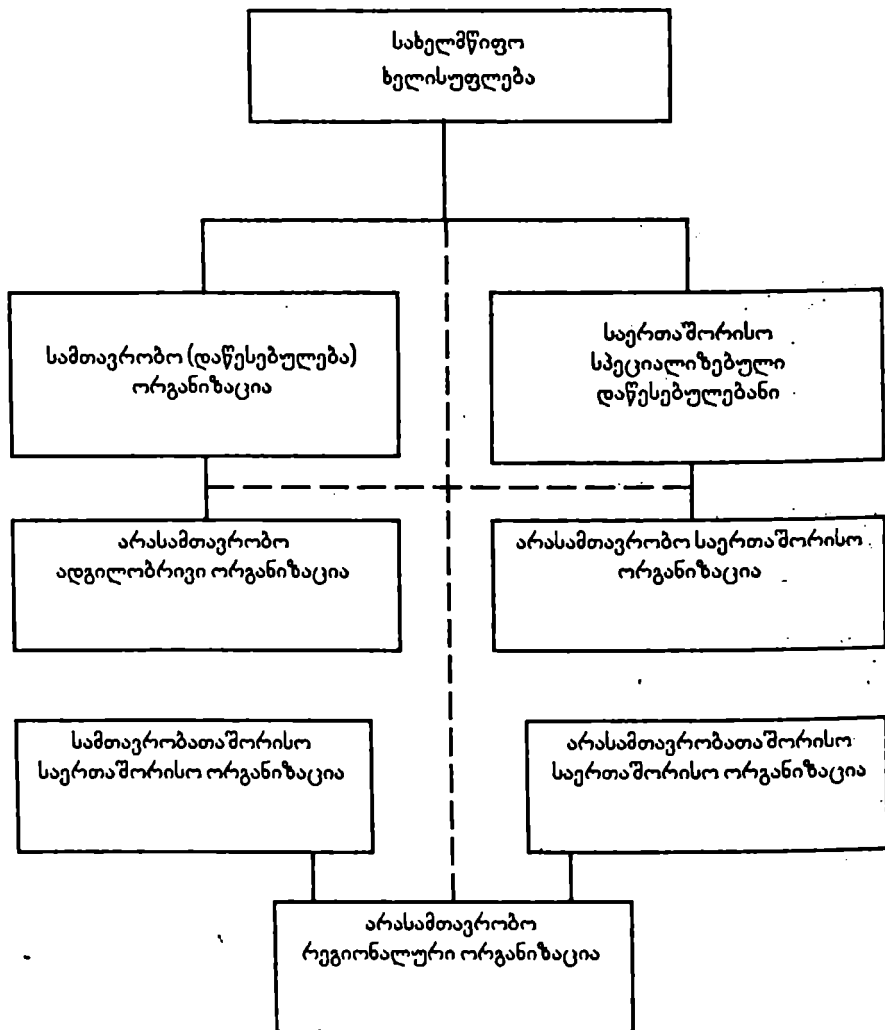 სახელმწიფო
ხელისუფლება
სამთავრობო (დაწესებულება)
ორგანიზაცია
საერთაშორისო
სპეციალიზებული
დაწესებულებანი
არასამთავრობო
ადგილობრივი ორგანიზაცია
არასამთავრობო საერთაშორისო
ორგანიზაცია
სამთავრობათაშორისო
საერთაშორისო ორგანიზაცია
არასამთავრობათაშორისო
საერთაშორისო ორგანიზაცია
არასამთავრობო
რეგიონალური ორგანიზაცია